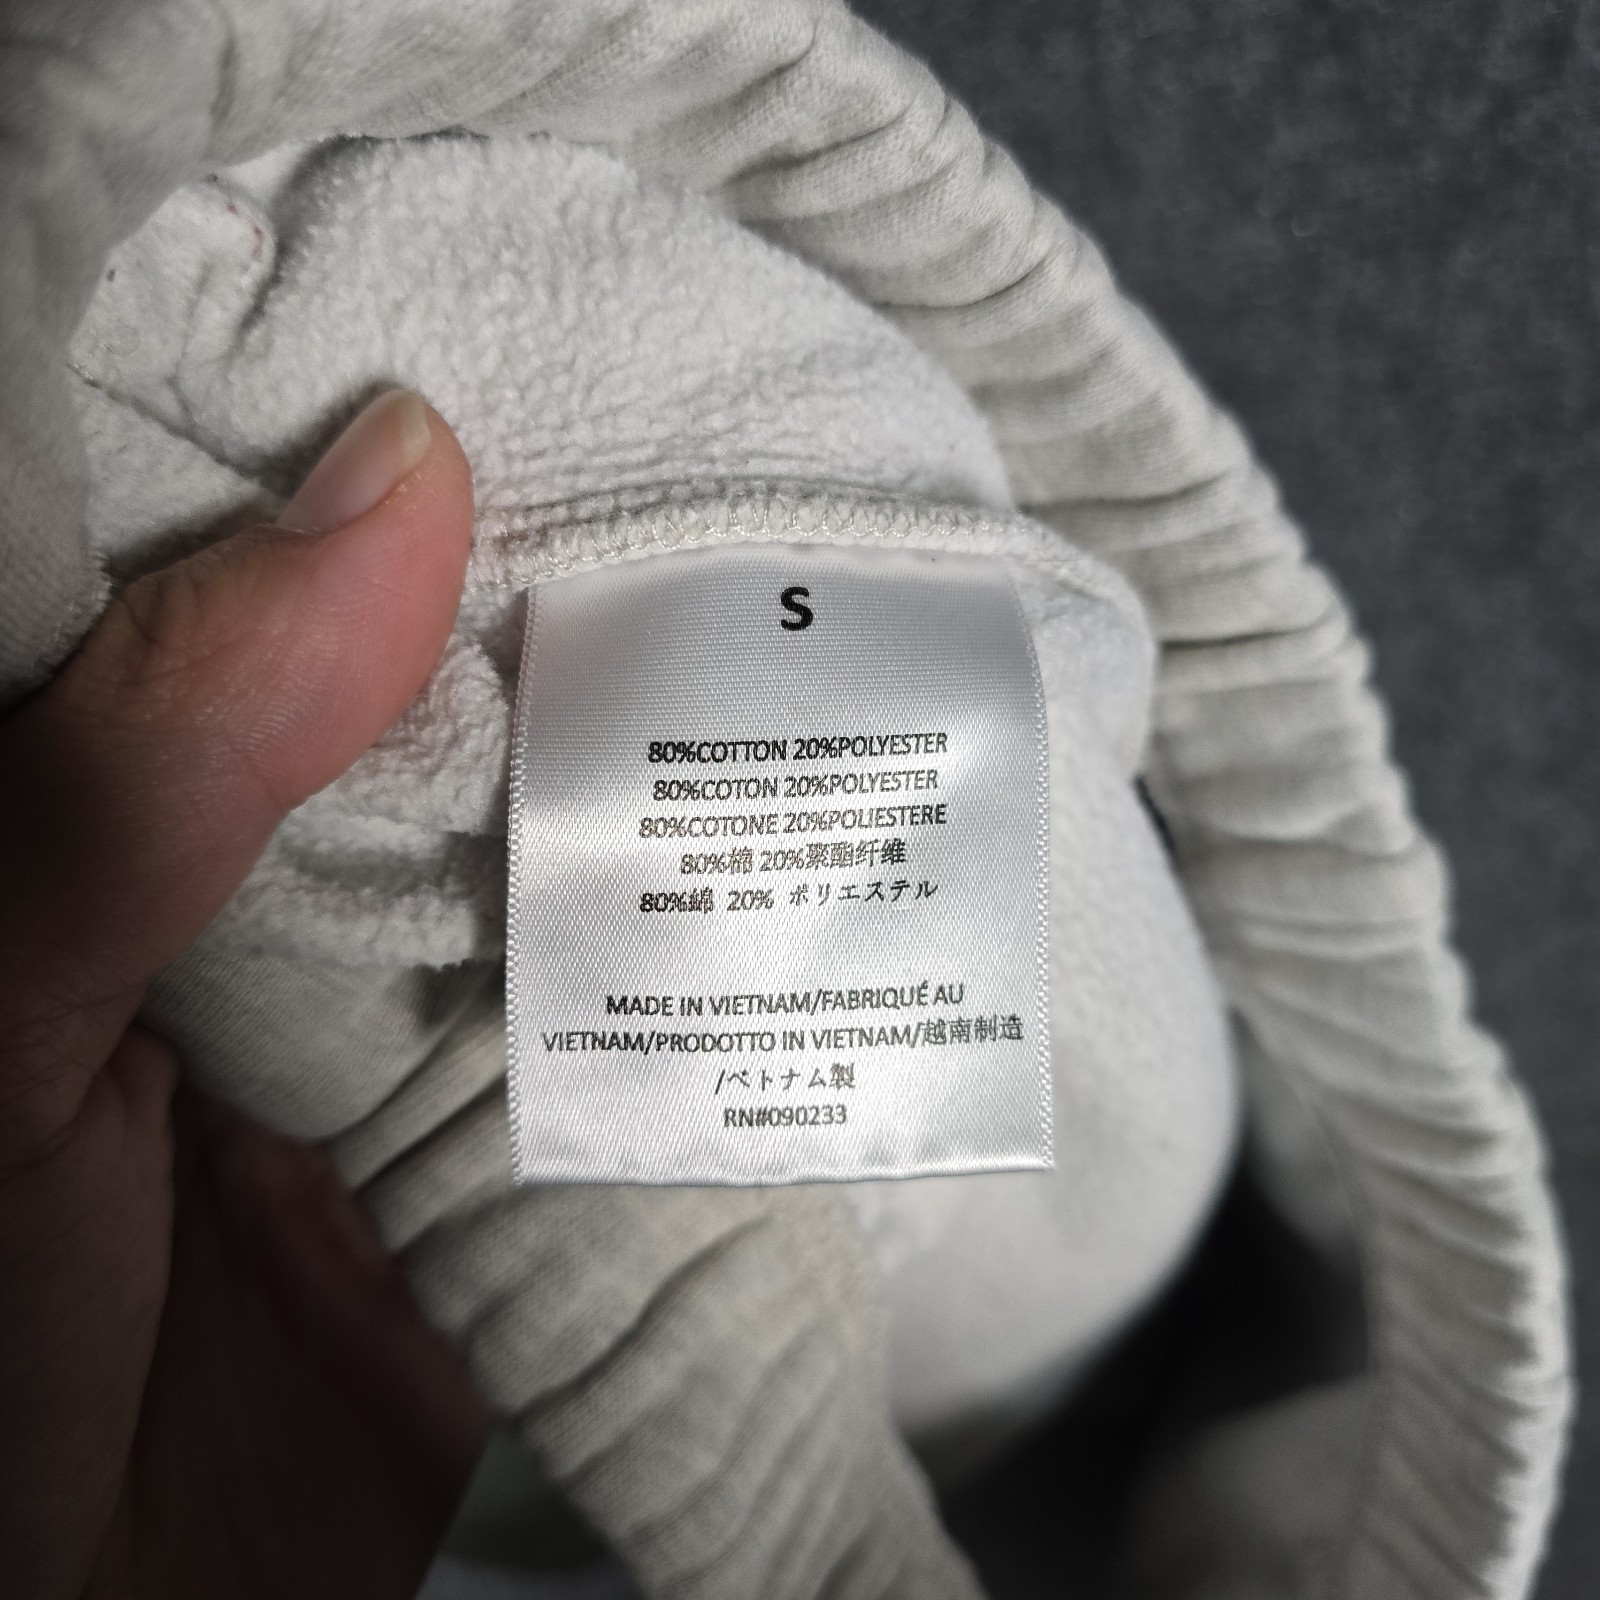 S
80%COTTON 20%POLYESTER
80%COTON 20%POLYESTER
80%COTONE 20%POLIESTERE
80%棉 20%聚酯纤维
80%綿 20% ポリエステル
MADE IN VIETNAM/FABRIQUÉ AU
VIETNAM/PRODOTTO IN VIETNAM/越南制造
/ベトナム製
RN#090233